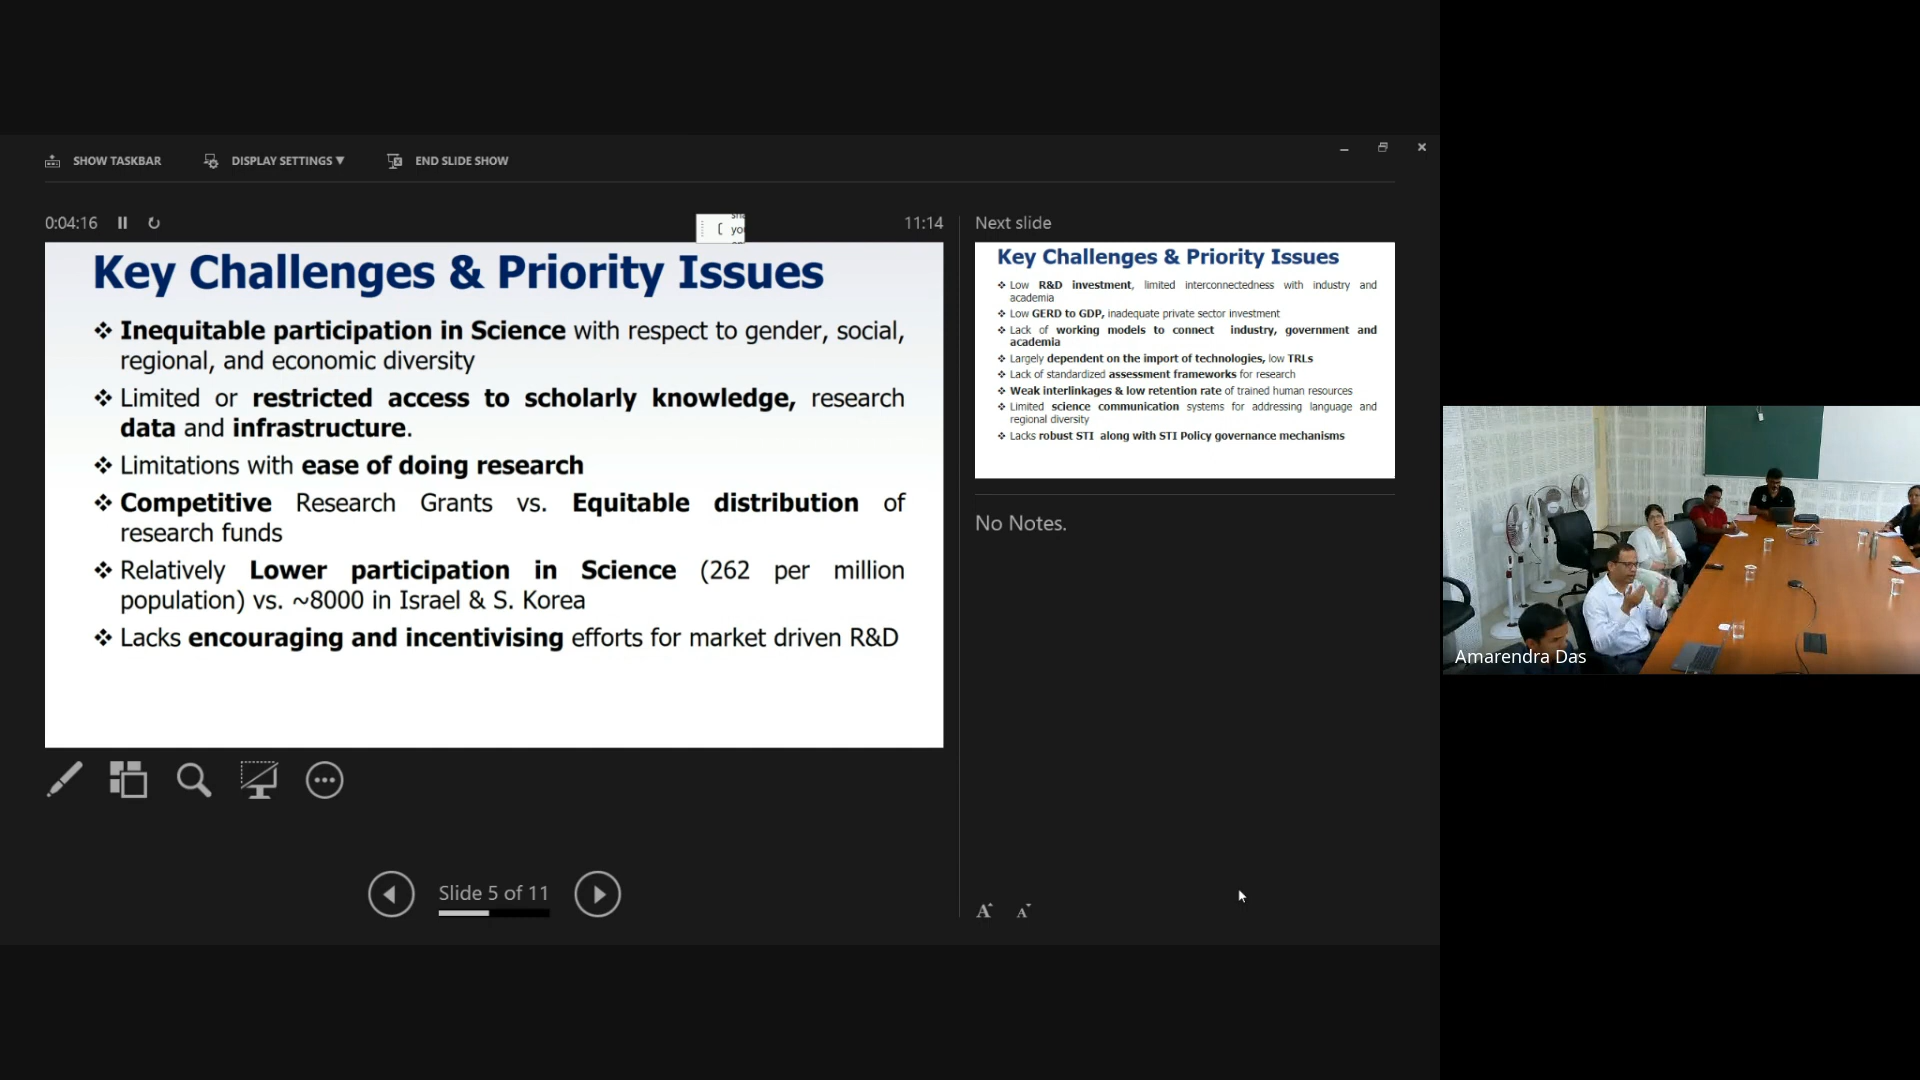 SHOW TASKBAR
DISPLAY SETTINGS ▼
END SLIDE SHOW
0:04:16
11:14
Key Challenges & Priority Issues
❖ Inequitable participation in Science with respect to gender, social,
regional, and economic diversity
❖ Limited or restricted access to scholarly knowledge, research
data and infrastructure.
❖ Limitations with ease of doing research
❖ Competitive Research Grants vs. Equitable distribution of
research funds
❖ Relatively Lower participation in Science (262 per million
population) vs. ~8000 in Israel & S. Korea
❖ Lacks encouraging and incentivising efforts for market driven R&D
Slide 5 of 11
Next slide
Key Challenges & Priority Issues
❖ Low R&D investment, limited interconnectedness with industry and
academia
❖ Low GERD to GDP, inadequate private sector investment
❖ Lack of working models to connect industry, government and
academia
❖ Largely dependent on the import of technologies, low TRLs
❖ Lack of standardized assessment frameworks for research
❖ Weak interlinkages & low retention rate of trained human resources
❖ Limited science communication systems for addressing language and
regional diversity
❖ Lacks robust STI along with STI Policy governance mechanisms
No Notes.
A A
Amarendra Das